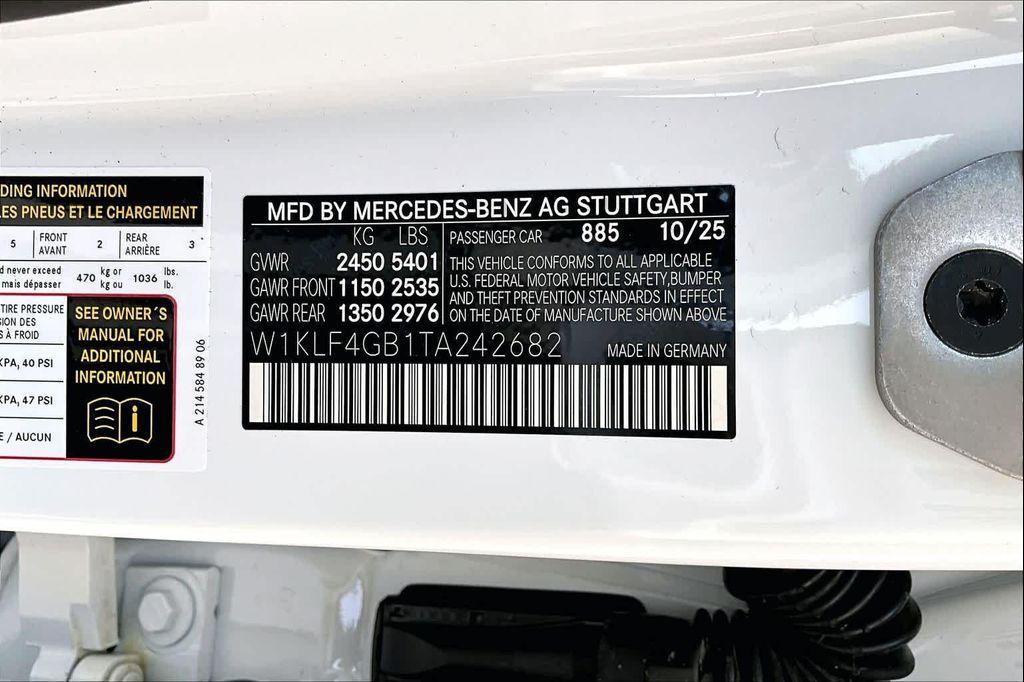 DING INFORMATION
LES PNEUS ET LE CHARGEMENT
5 FRONT AVANT 2 REAR ARRIÈRE 3
d never exceed 470 kg or 1036 lbs.
mais dépasser kg ou lb.
TIRE PRESSURE
SION DES
S À FROID
KPA, 40 PSI
KPA, 47 PSI
E / AUCUN
SEE OWNER´S
MANUAL FOR
ADDITIONAL
INFORMATION
A 214 584 89 06
MFD BY MERCEDES-BENZ AG STUTTGART
KG LBS
GVWR 2450 5401
GAWR FRONT 1150 2535
GAWR REAR 1350 2976
PASSENGER CAR 885 10/25
THIS VEHICLE CONFORMS TO ALL APPLICABLE
U.S. FEDERAL MOTOR VEHICLE SAFETY,BUMPER
AND THEFT PREVENTION STANDARDS IN EFFECT
ON THE DATE OF MANUFACTURE SHOWN ABOVE
W1KLF4GB1TA242682
MADE IN GERMANY